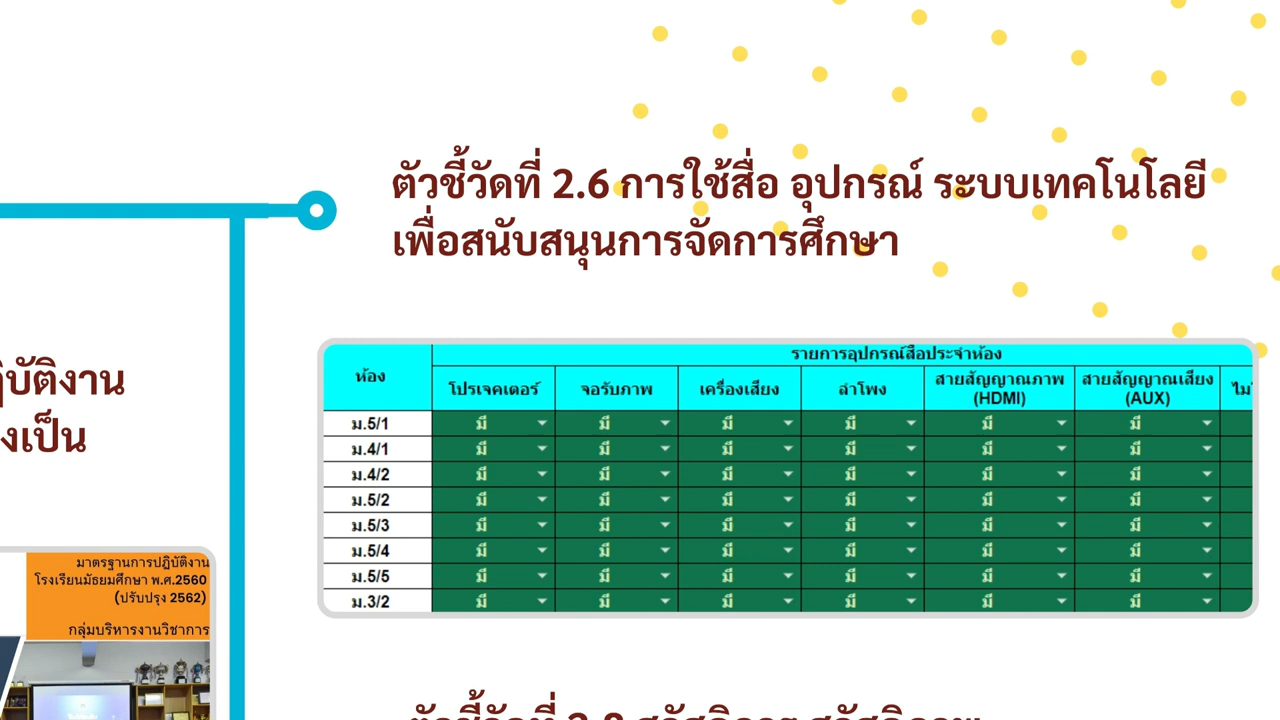 ตัวชี้วัดที่ 2.6 การใช้สื่อ อุปกรณ์ ระบบเทคโนโลยี
เพื่อสนับสนุนการจัดการศึกษา
ห้อง รายการอุปกรณ์สื่อประจำห้อง
โปรเจคเตอร์ จอรับภาพ เครื่องเสียง ลำโพง สายสัญญาณภาพ (HDMI) สายสัญญาณเสียง (AUX)
ม.5/1 มี มี มี มี มี มี
ม.4/1 มี มี มี มี มี มี
ม.4/2 มี มี มี มี มี มี
ม.5/2 มี มี มี มี มี มี
ม.5/3 มี มี มี มี มี มี
ม.5/4 มี มี มี มี มี มี
ม.5/5 มี มี มี มี มี มี
ม.3/2 มี มี มี มี มี มี
บัติงาน
งเป็น
มาตรฐานการปฏิบัติงาน
โรงเรียนมัธยมศึกษา พ.ศ.2560
(ปรับปรุง 2562)
กลุ่มบริหารงานวิชาการ